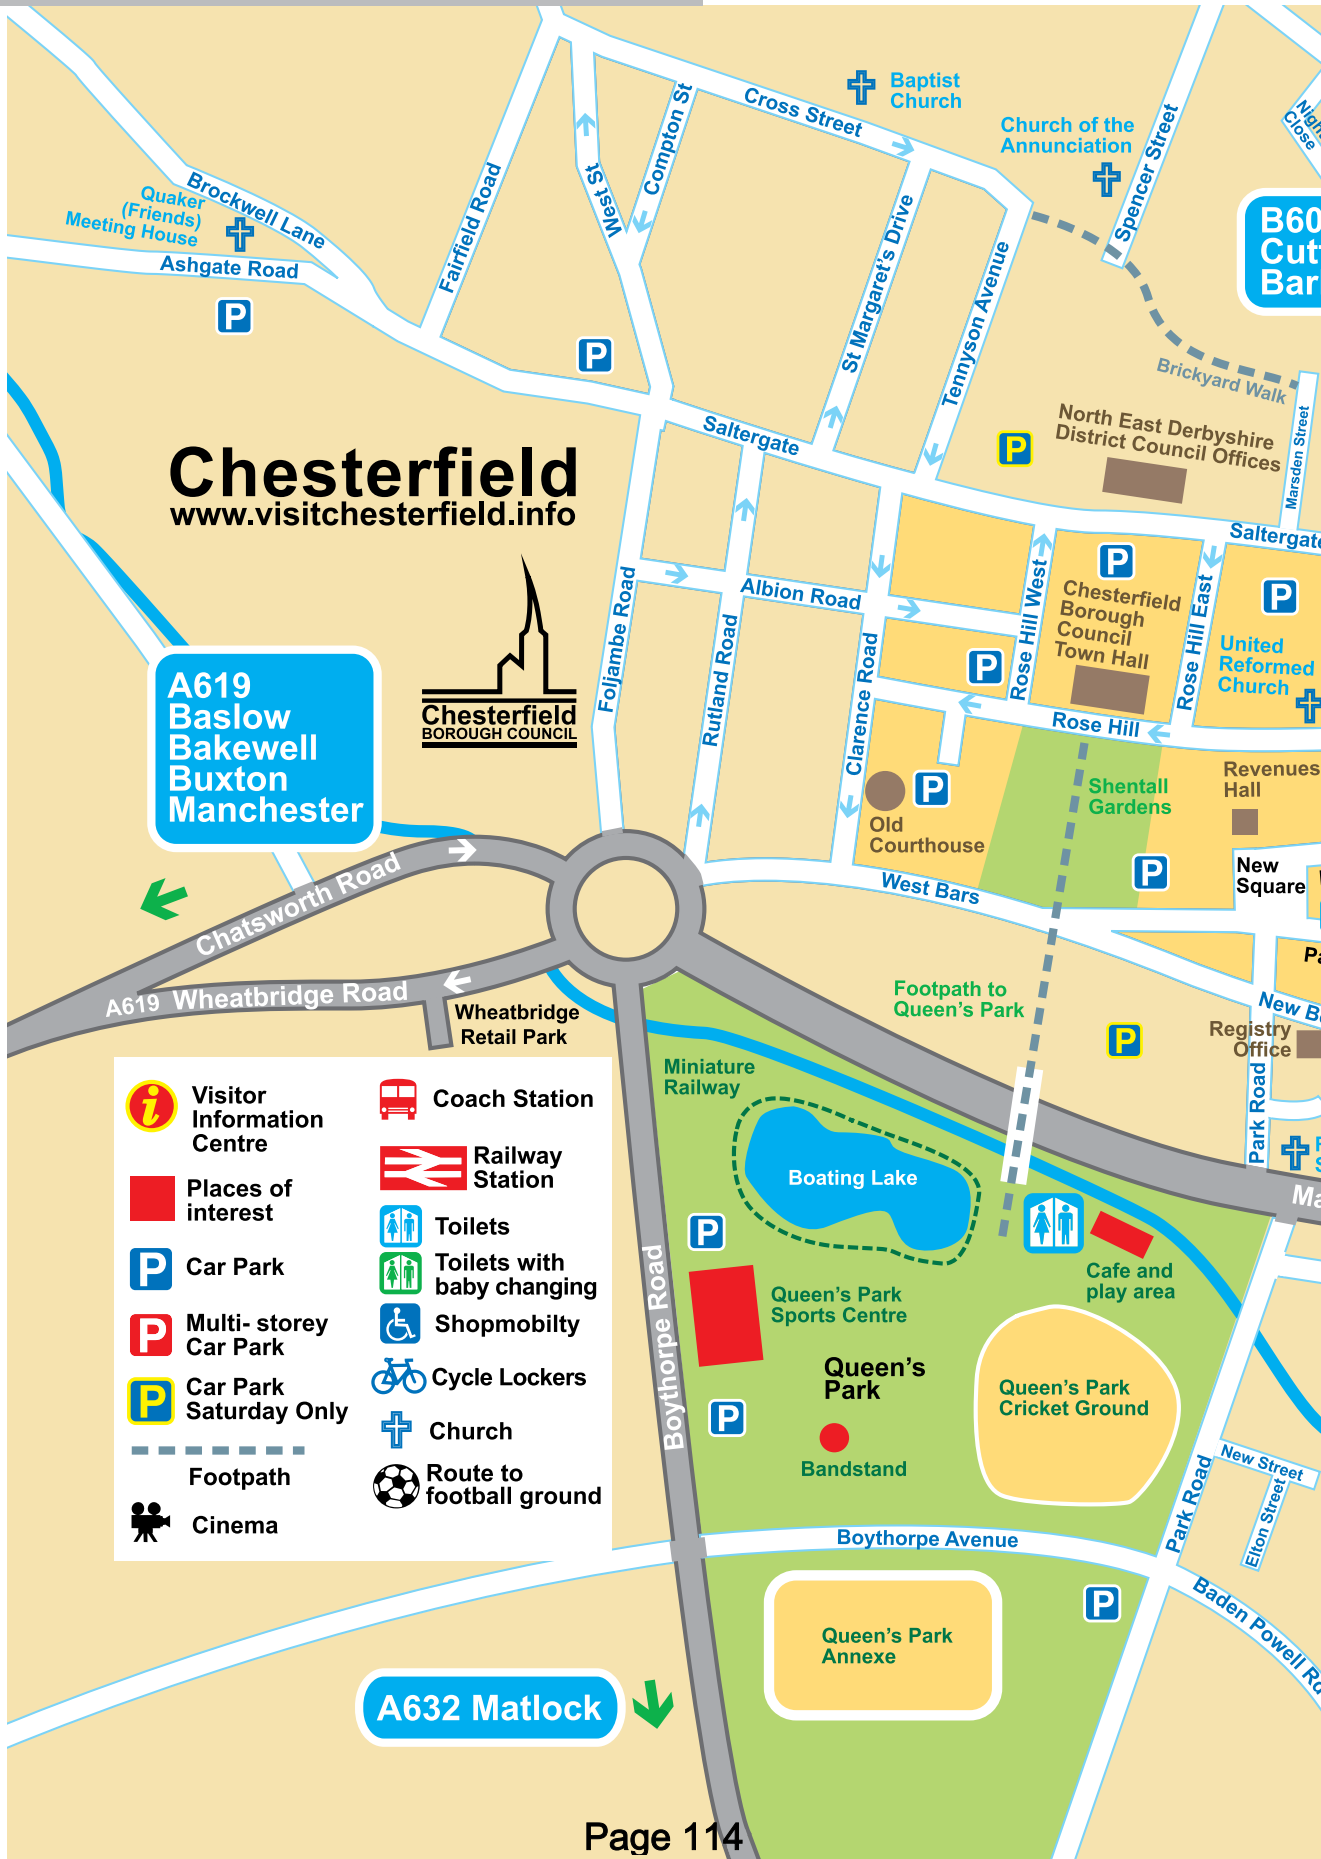 Baptist
Church
Cross Street
Church of the
Annunciation
Spencer Street
Close
Compton St
West St
Fairfield Road
Brockwell Lane
Quaker
(Friends)
Meeting House
Ashgate Road
St Margaret's Drive
Tennyson Avenue
B60
Cut
Bar
Brickyard Walk
P
P
Saltergate
P
North East Derbyshire
District Council Offices
Marsden Street
Saltergate
Chesterfield
www.visitchesterfield.info
Foljambe Road
Albion Road
Rutland Road
Clarence Road
Rose Hill West
P
Chesterfield
Borough
Council
Town Hall
Rose Hill East
P
United
Reformed
Church
P
Rose Hill
Chesterfield
BOROUGH COUNCIL
A619
Baslow
Bakewell
Buxton
Manchester
P
Old
Courthouse
Shentall
Gardens
Revenues
Hall
P
New
Square
West Bars
Chatsworth Road
A619 Wheatbridge Road
Wheatbridge
Retail Park
Footpath to
Queen's Park
P
New B
Registry
Office
Park Road
Pa
Ma
Miniature
Railway
Boating Lake
P
Cafe and
play area
Queen's Park
Sports Centre
Queen's
Park
Queen's Park
Cricket Ground
P
Bandstand
Boythorpe Road
Park Road
New Street
Elton Street
Boythorpe Avenue
P
Baden Powell Rd
Queen's Park
Annexe
A632 Matlock
i
Visitor
Information
Centre
Places of
interest
P
Car Park
P
Multi- storey
Car Park
P
Car Park
Saturday Only
Footpath
Cinema
Coach Station
Railway
Station
Toilets
Toilets with
baby changing
Shopmobilty
Cycle Lockers
Church
Route to
football ground
Page 114